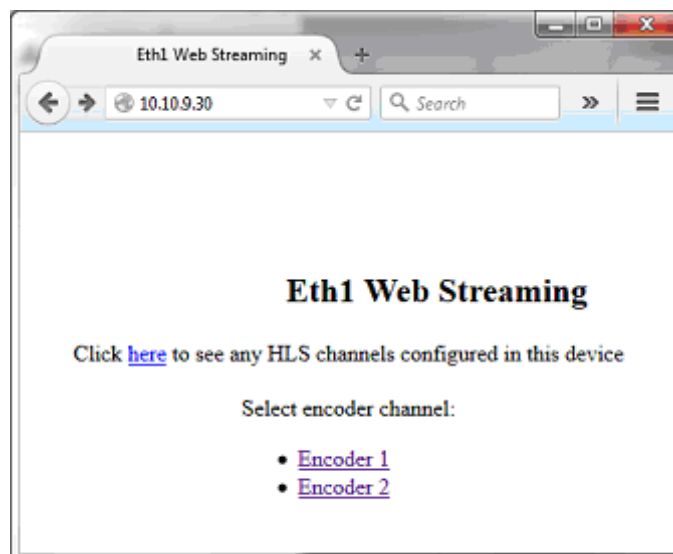 Eth1 Web Streaming
10.10.9.30
Search
Eth1 Web Streaming
Click here to see any HLS channels configured in this device
Select encoder channel:
• Encoder 1
• Encoder 2